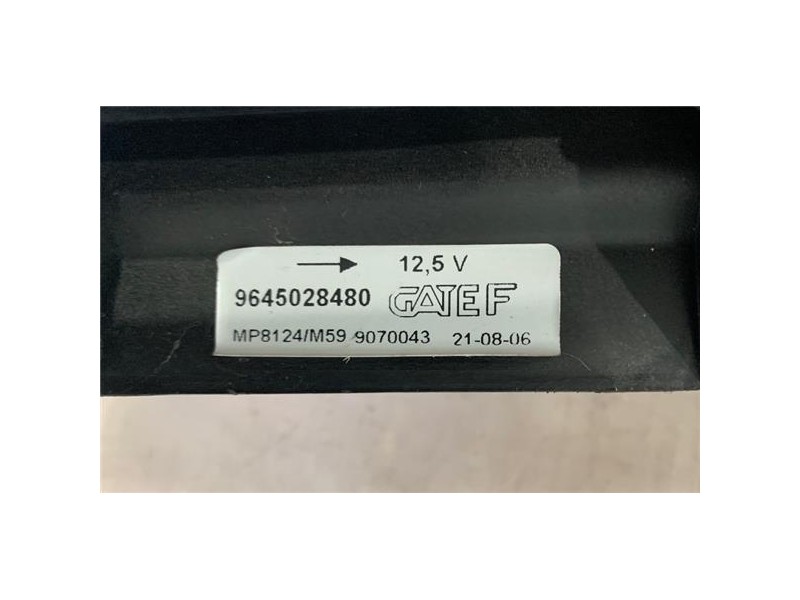 → 12,5 V
9645028480 GATE F
MP8124/M59 9070043 21-08-06